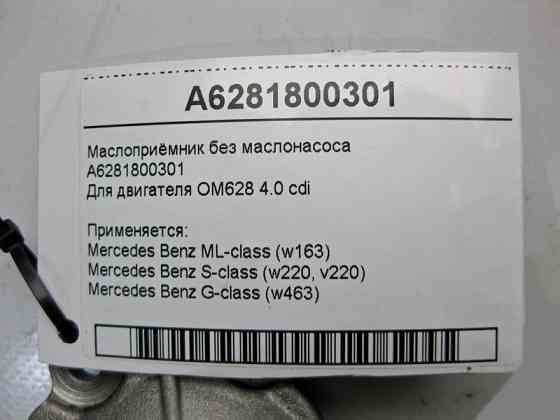 A6281800301
Маслоприёмник без маслонасоса
A6281800301
Для двигателя OM628 4.0 cdi
Применяется:
Mercedes Benz ML-class (w163)
Mercedes Benz S-class (w220, v220)
Mercedes Benz G-class (w463)